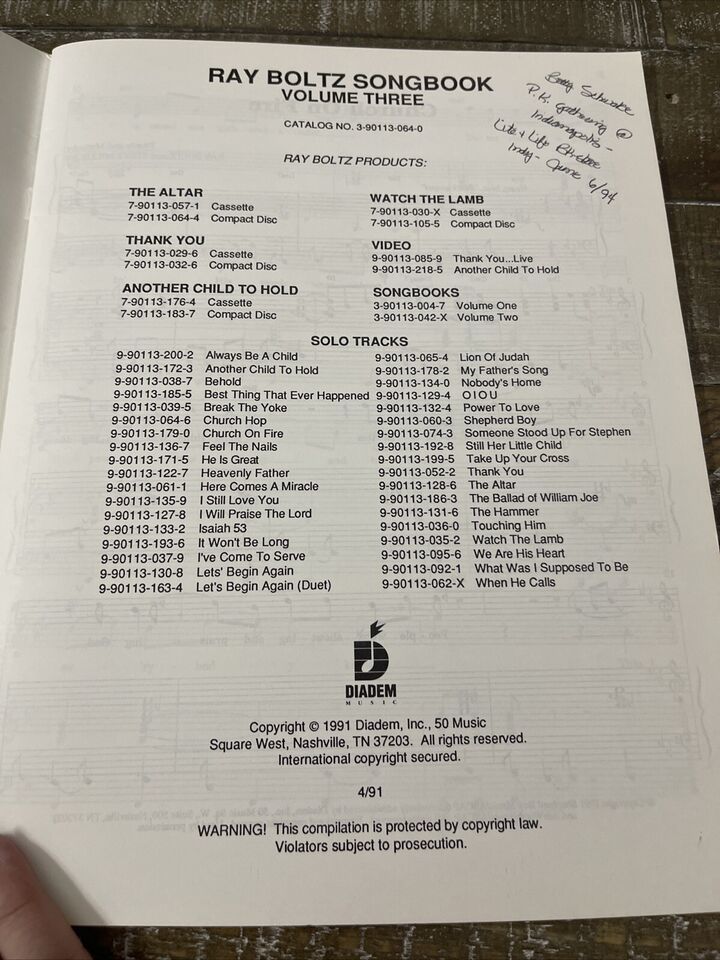 RAY BOLTZ SONGBOOK
VOLUME THREE
CATALOG NO. 3-90113-064-0
Betty Schwake
P.K. gathering @
Indianapolis -
Lite & Life Bkstore
Indy - June 6/94
RAY BOLTZ PRODUCTS:
THE ALTAR
7-90113-057-1 Cassette
7-90113-064-4 Compact Disc
THANK YOU
7-90113-029-6 Cassette
7-90113-032-6 Compact Disc
ANOTHER CHILD TO HOLD
7-90113-176-4 Cassette
7-90113-183-7 Compact Disc
WATCH THE LAMB
7-90113-030-X Cassette
7-90113-105-5 Compact Disc
VIDEO
9-90113-085-9 Thank You...Live
9-90113-218-5 Another Child To Hold
SONGBOOKS
3-90113-004-7 Volume One
3-90113-042-X Volume Two
SOLO TRACKS
9-90113-200-2 Always Be A Child
9-90113-172-3 Another Child To Hold
9-90113-038-7 Behold
9-90113-185-5 Best Thing That Ever Happened
9-90113-039-5 Break The Yoke
9-90113-064-6 Church Hop
9-90113-179-0 Church On Fire
9-90113-136-7 Feel The Nails
9-90113-171-5 He Is Great
9-90113-122-7 Heavenly Father
9-90113-061-1 Here Comes A Miracle
9-90113-135-9 I Still Love You
9-90113-127-8 I Will Praise The Lord
9-90113-133-2 Isaiah 53
9-90113-193-6 It Won't Be Long
9-90113-037-9 I've Come To Serve
9-90113-130-8 Lets' Begin Again
9-90113-163-4 Let's Begin Again (Duet)
9-90113-065-4 Lion Of Judah
9-90113-178-2 My Father's Song
9-90113-134-0 Nobody's Home
9-90113-129-4 O I O U
9-90113-132-4 Power To Love
9-90113-060-3 Shepherd Boy
9-90113-074-3 Someone Stood Up For Stephen
9-90113-192-8 Still Her Little Child
9-90113-199-5 Take Up Your Cross
9-90113-052-2 Thank You
9-90113-128-6 The Altar
9-90113-186-3 The Ballad of William Joe
9-90113-131-6 The Hammer
9-90113-036-0 Touching Him
9-90113-035-2 Watch The Lamb
9-90113-095-6 We Are His Heart
9-90113-092-1 What Was I Supposed To Be
9-90113-062-X When He Calls
DIADEM
MUSIC
Copyright © 1991 Diadem, Inc., 50 Music
Square West, Nashville, TN 37203. All rights reserved.
International copyright secured.
4/91
WARNING! This compilation is protected by copyright law.
Violators subject to prosecution.